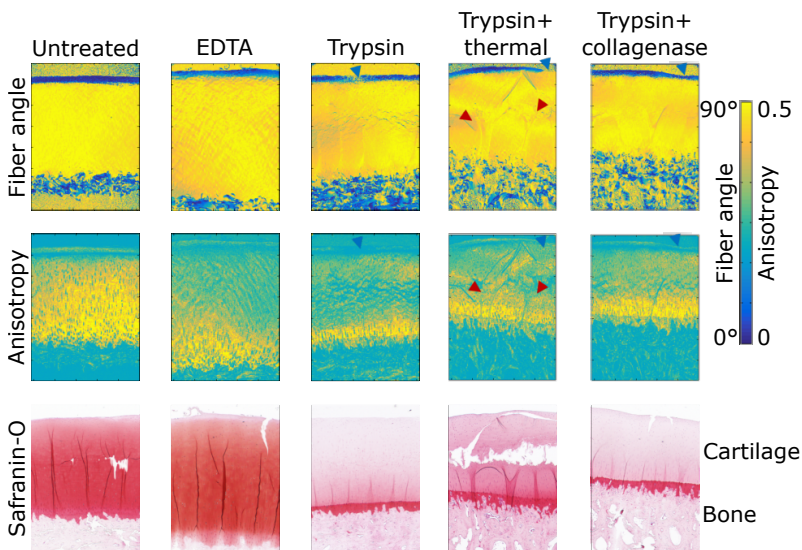 Untreated
EDTA
Trypsin
Trypsin+
thermal
Trypsin+
collagenase
Fiber angle
90° 0.5
Fiber angle
Anisotropy
0° 0
Anisotropy
Safranin-O
Cartilage
Bone